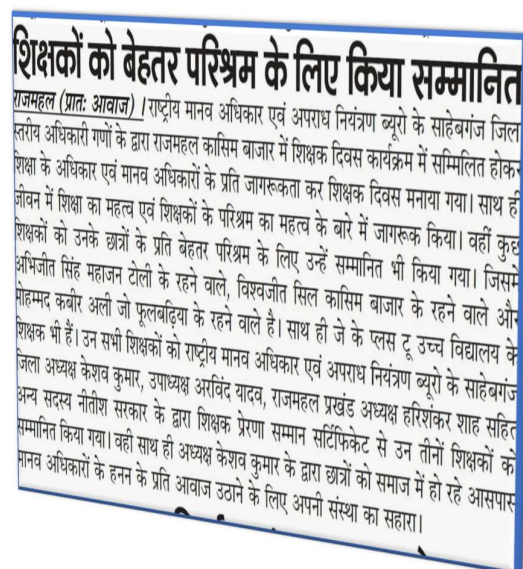 शिक्षकों को बेहतर परिश्रम के लिए किया सम्मानित
राजमहल (प्रातः आवाज)। राष्ट्रीय मानव अधिकार एवं अपराध नियंत्रण ब्यूरो के साहेबगंज जिल
स्तरीय अधिकारी गणों के द्वारा राजमहल कासिम बाजार में शिक्षक दिवस कार्यक्रम में सम्मिलित होकर
शिक्षा के अधिकार एवं मानव अधिकारों के प्रति जागरूकता कर शिक्षक दिवस मनाया गया। साथ ही
जीवन में शिक्षा का महत्व एवं शिक्षकों के परिश्रम का महत्व के बारे में जागरूक किया। वहीं कुछ
शिक्षकों को उनके छात्रों के प्रति बेहतर परिश्रम के लिए उन्हें सम्मानित भी किया गया। जिसमे
अभिजीत सिंह महाजन टोली के रहने वाले, विश्वजीत सिल कासिम बाजार के रहने वाले और
मोहम्मद कबीर अली जो फूलबढ़िया के रहने वाले है। साथ ही जे के प्लस टू उच्च विद्यालय के
शिक्षक भी हैं। उन सभी शिक्षकों को राष्ट्रीय मानव अधिकार एवं अपराध नियंत्रण ब्यूरो के साहेबगंज
जिला अध्यक्ष केशव कुमार, उपाध्यक्ष अरविंद यादव, राजमहल प्रखंड अध्यक्ष हरिशंकर शाह सहित
अन्य सदस्य नीतीश सरकार के द्वारा शिक्षक प्रेरणा सम्मान सर्टिफिकेट से उन तीनों शिक्षकों को
सम्मानित किया गया। वही साथ ही अध्यक्ष केशव कुमार के द्वारा छात्रों को समाज में हो रहे आसपास
मानव अधिकारों के हनन के प्रति आवाज उठाने के लिए अपनी संस्था का सहारा।